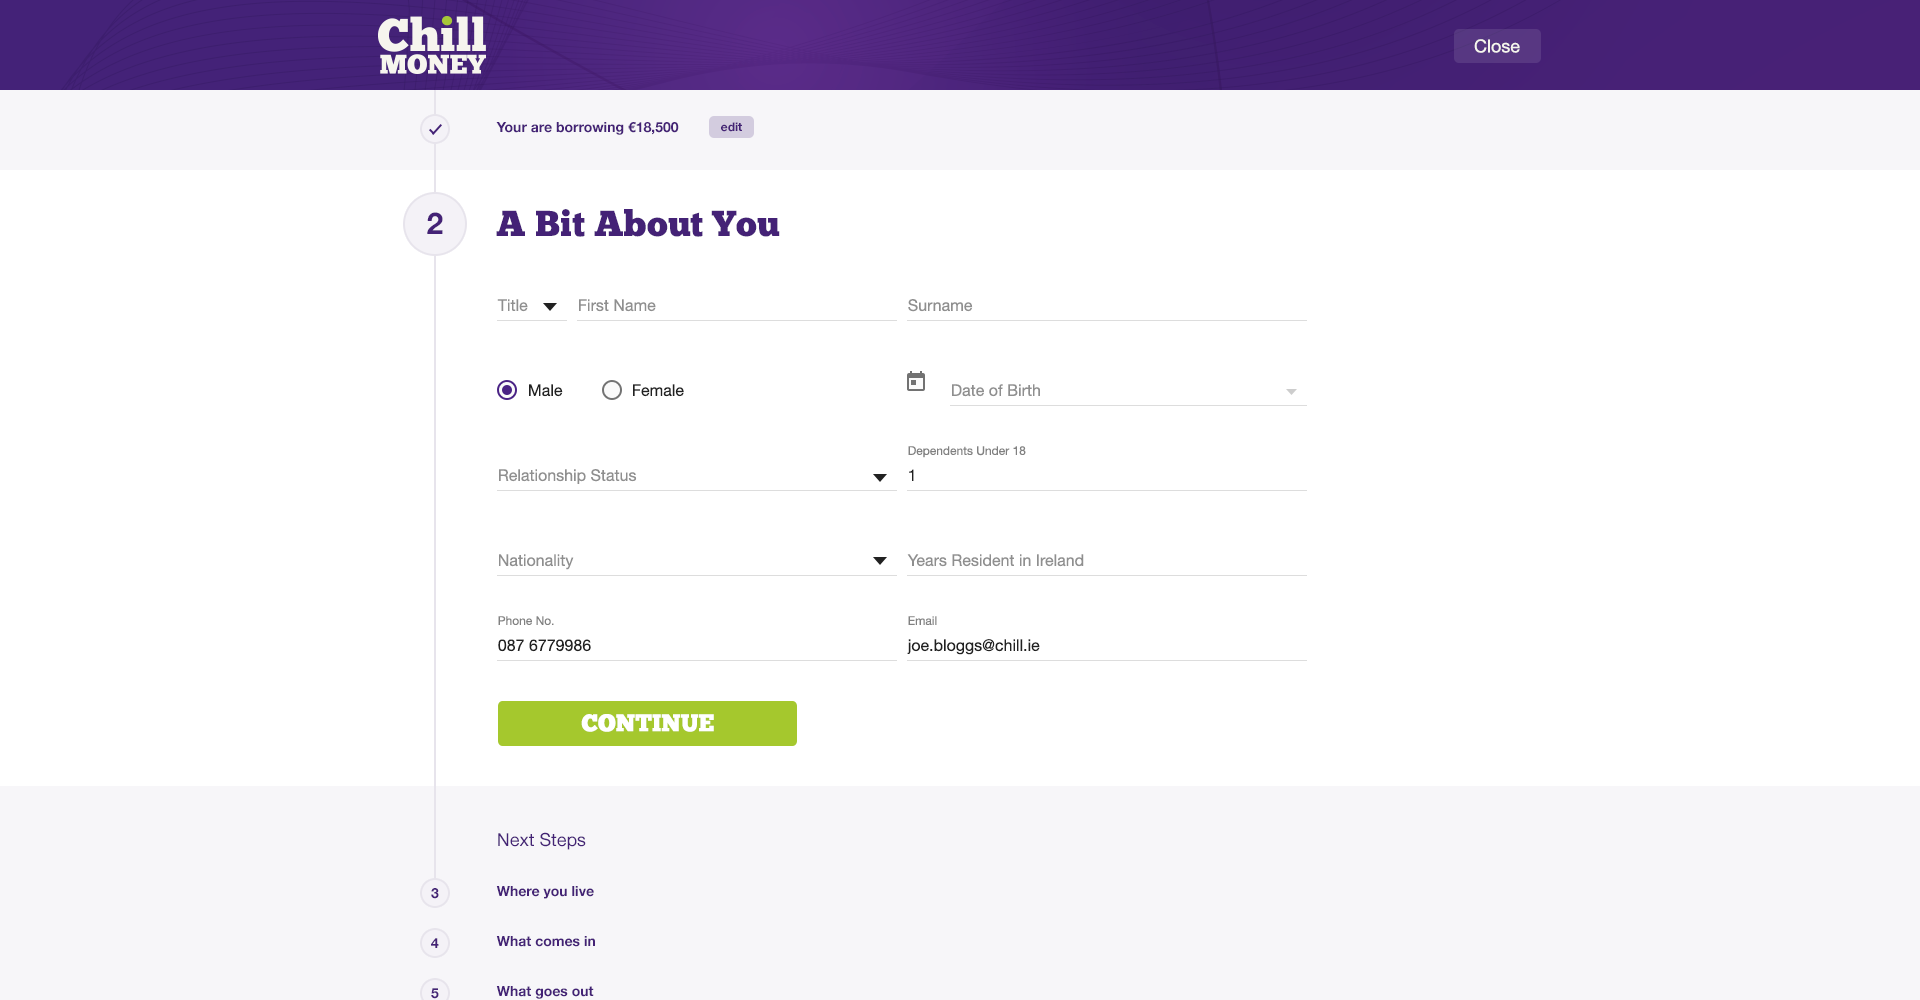 Chill
MONEY
Close
Your are borrowing €18,500
edit
2
A Bit About You
Title
First Name
Surname
Male
Female
Date of Birth
Relationship Status
Dependents Under 18
1
Nationality
Years Resident in Ireland
Phone No.
087 6779986
Email
joe.bloggs@chill.ie
CONTINUE
Next Steps
3
Where you live
4
What comes in
5
What goes out